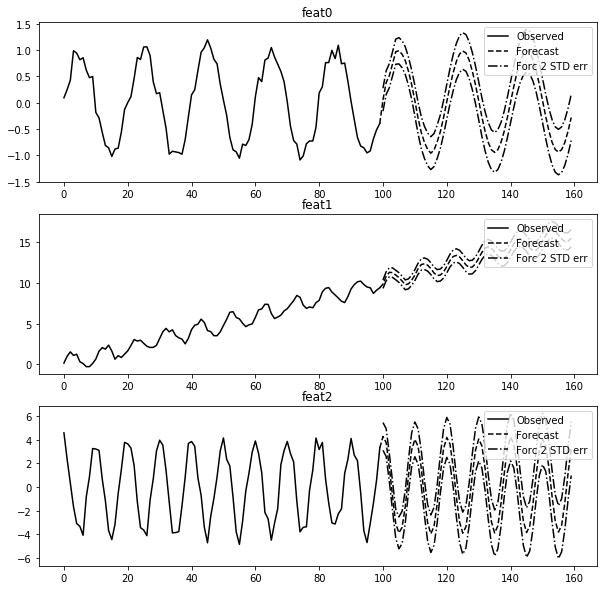 feat0
1.5
1.0
0.5
0.0
−0.5
−1.0
−1.5
Observed
Forecast
Forc 2 STD err
0 20 40 60 80 100 120 140 160
feat1
15
10
5
0
Observed
Forecast
Forc 2 STD err
0 20 40 60 80 100 120 140 160
feat2
6
4
2
0
−2
−4
−6
Observed
Forecast
Forc 2 STD err
0 20 40 60 80 100 120 140 160